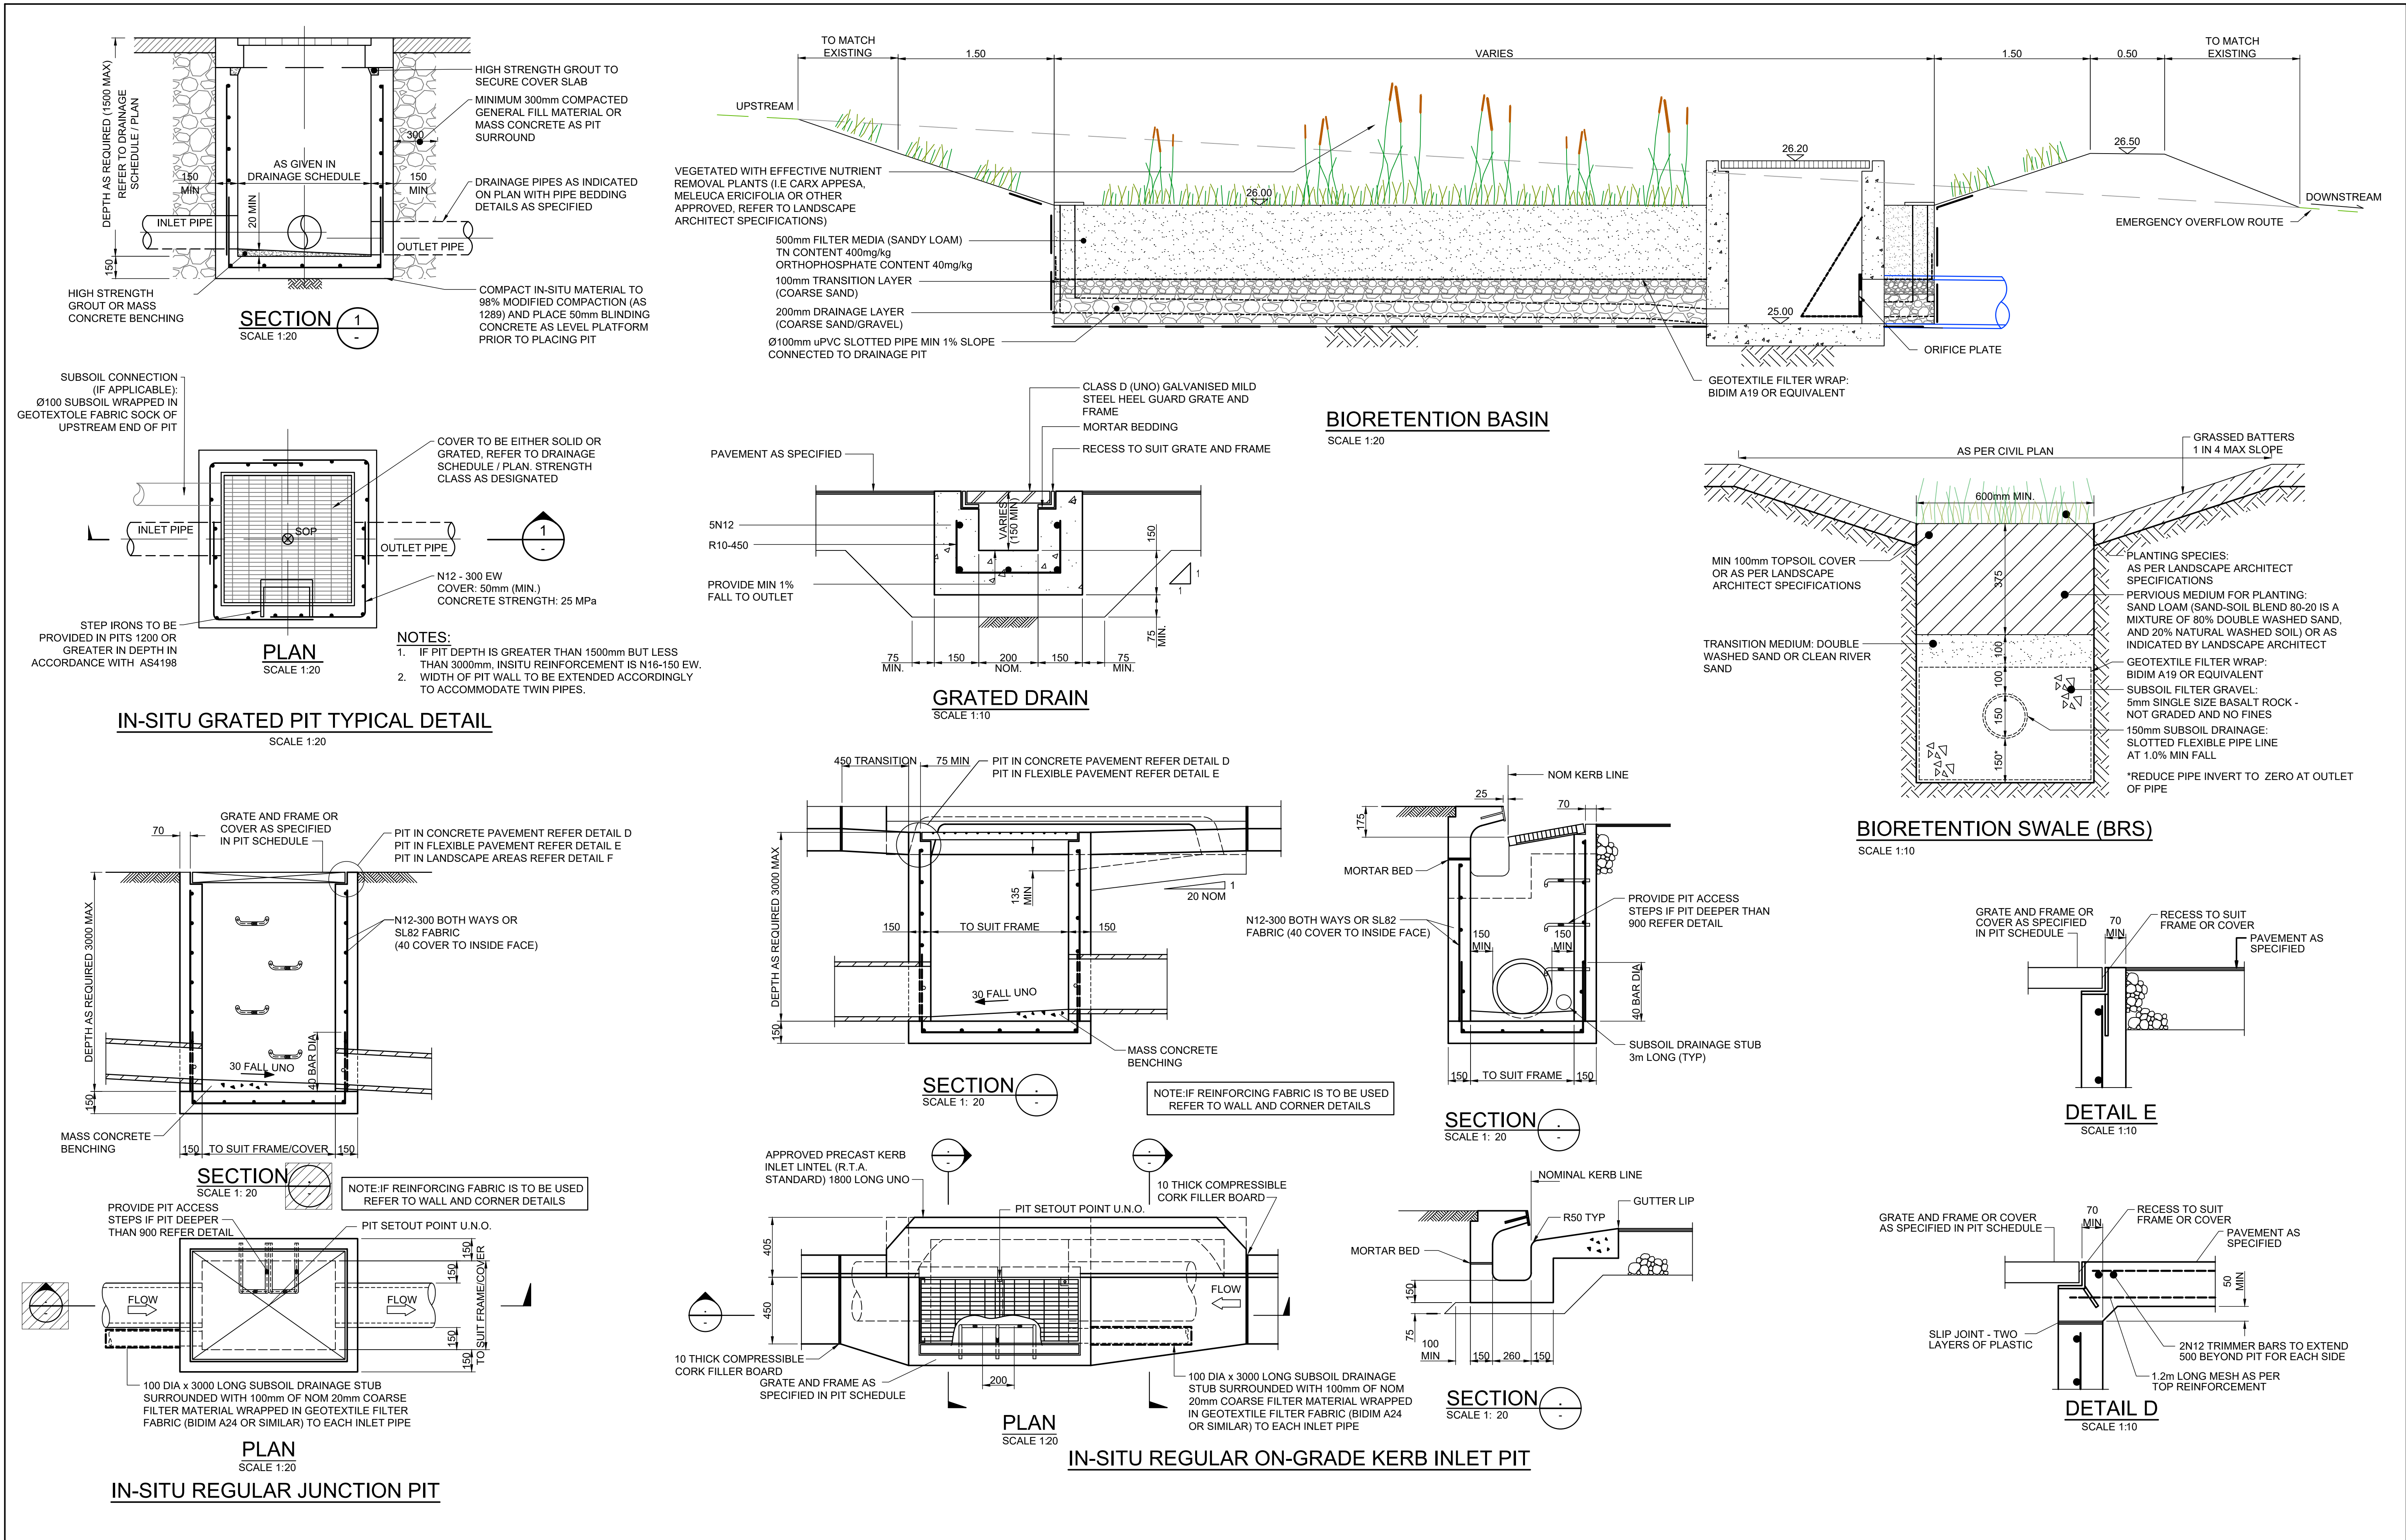 DEPTH AS REQUIRED (1500 MAX)
REFER TO DRAINAGE
SCHEDULE / PLAN
150
150
MIN
AS GIVEN IN
DRAINAGE SCHEDULE
150
MIN
300
20 MIN
INLET PIPE
OUTLET PIPE
HIGH STRENGTH GROUT TO
SECURE COVER SLAB
MINIMUM 300mm COMPACTED
GENERAL FILL MATERIAL OR
MASS CONCRETE AS PIT
SURROUND
DRAINAGE PIPES AS INDICATED
ON PLAN WITH PIPE BEDDING
DETAILS AS SPECIFIED
HIGH STRENGTH
GROUT OR MASS
CONCRETE BENCHING
COMPACT IN-SITU MATERIAL TO
98% MODIFIED COMPACTION (AS
1289) AND PLACE 50mm BLINDING
CONCRETE AS LEVEL PLATFORM
PRIOR TO PLACING PIT
SECTION
1
-
SCALE 1:20
SUBSOIL CONNECTION
(IF APPLICABLE):
Ø100 SUBSOIL WRAPPED IN
GEOTEXTOLE FABRIC SOCK OF
UPSTREAM END OF PIT
COVER TO BE EITHER SOLID OR
GRATED, REFER TO DRAINAGE
SCHEDULE / PLAN. STRENGTH
CLASS AS DESIGNATED
INLET PIPE
SOP
OUTLET PIPE
1
-
N12 - 300 EW
COVER: 50mm (MIN.)
CONCRETE STRENGTH: 25 MPa
STEP IRONS TO BE
PROVIDED IN PITS 1200 OR
GREATER IN DEPTH IN
ACCORDANCE WITH AS4198
PLAN
SCALE 1:20
NOTES:
1. IF PIT DEPTH IS GREATER THAN 1500mm BUT LESS
THAN 3000mm, INSITU REINFORCEMENT IS N16-150 EW.
2. WIDTH OF PIT WALL TO BE EXTENDED ACCORDINGLY
TO ACCOMMODATE TWIN PIPES.
IN-SITU GRATED PIT TYPICAL DETAIL
SCALE 1:20
TO MATCH
EXISTING
1.50
VARIES
1.50
0.50
TO MATCH
EXISTING
UPSTREAM
26.00
26.20
26.50
25.00
DOWNSTREAM
EMERGENCY OVERFLOW ROUTE
VEGETATED WITH EFFECTIVE NUTRIENT
REMOVAL PLANTS (I.E CARX APPESA,
MELEUCA ERICIFOLIA OR OTHER
APPROVED, REFER TO LANDSCAPE
ARCHITECT SPECIFICATIONS)
500mm FILTER MEDIA (SANDY LOAM)
TN CONTENT 400mg/kg
ORTHOPHOSPHATE CONTENT 40mg/kg
100mm TRANSITION LAYER
(COARSE SAND)
200mm DRAINAGE LAYER
(COARSE SAND/GRAVEL)
Ø100mm uPVC SLOTTED PIPE MIN 1% SLOPE
CONNECTED TO DRAINAGE PIT
ORIFICE PLATE
GEOTEXTILE FILTER WRAP:
BIDIM A19 OR EQUIVALENT
BIORETENTION BASIN
SCALE 1:20
CLASS D (UNO) GALVANISED MILD
STEEL HEEL GUARD GRATE AND
FRAME
MORTAR BEDDING
RECESS TO SUIT GRATE AND FRAME
PAVEMENT AS SPECIFIED
5N12
R10-450
PROVIDE MIN 1%
FALL TO OUTLET
VARIES
(150 MIN)
150
1
1
75
MIN.
75
MIN.
150
200
NOM.
150
75
MIN.
GRATED DRAIN
SCALE 1:10
AS PER CIVIL PLAN
GRASSED BATTERS
1 IN 4 MAX SLOPE
600mm MIN.
MIN 100mm TOPSOIL COVER
OR AS PER LANDSCAPE
ARCHITECT SPECIFICATIONS
TRANSITION MEDIUM: DOUBLE
WASHED SAND OR CLEAN RIVER
SAND
375
100
100
150
150*
PLANTING SPECIES:
AS PER LANDSCAPE ARCHITECT
SPECIFICATIONS
PERVIOUS MEDIUM FOR PLANTING:
SAND LOAM (SAND-SOIL BLEND 80-20 IS A
MIXTURE OF 80% DOUBLE WASHED SAND,
AND 20% NATURAL WASHED SOIL) OR AS
INDICATED BY LANDSCAPE ARCHITECT
GEOTEXTILE FILTER WRAP:
BIDIM A19 OR EQUIVALENT
SUBSOIL FILTER GRAVEL:
5mm SINGLE SIZE BASALT ROCK -
NOT GRADED AND NO FINES
150mm SUBSOIL DRAINAGE:
SLOTTED FLEXIBLE PIPE LINE
AT 1.0% MIN FALL
*REDUCE PIPE INVERT TO ZERO AT OUTLET
OF PIPE
BIORETENTION SWALE (BRS)
SCALE 1:10
70
GRATE AND FRAME OR
COVER AS SPECIFIED
IN PIT SCHEDULE
PIT IN CONCRETE PAVEMENT REFER DETAIL D
PIT IN FLEXIBLE PAVEMENT REFER DETAIL E
PIT IN LANDSCAPE AREAS REFER DETAIL F
DEPTH AS REQUIRED 3000 MAX
150
N12-300 BOTH WAYS OR
SL82 FABRIC
(40 COVER TO INSIDE FACE)
30 FALL UNO
40 BAR DIA
MASS CONCRETE
BENCHING
150
TO SUIT FRAME/COVER
150
SECTION
-
-
SCALE 1: 20
NOTE:IF REINFORCING FABRIC IS TO BE USED
REFER TO WALL AND CORNER DETAILS
PROVIDE PIT ACCESS
STEPS IF PIT DEEPER
THAN 900 REFER DETAIL
PIT SETOUT POINT U.N.O.
-
-
FLOW
FLOW
150
150
150
150
TO SUIT FRAME/COVER
100 DIA x 3000 LONG SUBSOIL DRAINAGE STUB
SURROUNDED WITH 100mm OF NOM 20mm COARSE
FILTER MATERIAL WRAPPED IN GEOTEXTILE FILTER
FABRIC (BIDIM A24 OR SIMILAR) TO EACH INLET PIPE
PLAN
SCALE 1:20
IN-SITU REGULAR JUNCTION PIT
450 TRANSITION
75 MIN
PIT IN CONCRETE PAVEMENT REFER DETAIL D
PIT IN FLEXIBLE PAVEMENT REFER DETAIL E
DEPTH AS REQUIRED 3000 MAX
150
135
MIN
1
20 NOM
150
TO SUIT FRAME
150
30 FALL UNO
MASS CONCRETE
BENCHING
SECTION
-
-
SCALE 1: 20
NOTE:IF REINFORCING FABRIC IS TO BE USED
REFER TO WALL AND CORNER DETAILS
NOM KERB LINE
25
70
175
MORTAR BED
N12-300 BOTH WAYS OR SL82
FABRIC (40 COVER TO INSIDE FACE)
PROVIDE PIT ACCESS
STEPS IF PIT DEEPER THAN
900 REFER DETAIL
150
MIN
150
MIN
40 BAR DIA
SUBSOIL DRAINAGE STUB
3m LONG (TYP)
150
TO SUIT FRAME
150
SECTION
-
-
SCALE 1: 20
APPROVED PRECAST KERB
INLET LINTEL (R.T.A.
STANDARD) 1800 LONG UNO
-
-
-
-
10 THICK COMPRESSIBLE
CORK FILLER BOARD
PIT SETOUT POINT U.N.O.
405
450
-
-
FLOW
10 THICK COMPRESSIBLE
CORK FILLER BOARD
GRATE AND FRAME AS
SPECIFIED IN PIT SCHEDULE
200
100 DIA x 3000 LONG SUBSOIL DRAINAGE
STUB SURROUNDED WITH 100mm OF NOM
20mm COARSE FILTER MATERIAL WRAPPED
IN GEOTEXTILE FILTER FABRIC (BIDIM A24
OR SIMILAR) TO EACH INLET PIPE
PLAN
SCALE 1:20
NOMINAL KERB LINE
GUTTER LIP
R50 TYP
MORTAR BED
150
75
100
MIN
150
260
150
SECTION
-
-
SCALE 1: 20
IN-SITU REGULAR ON-GRADE KERB INLET PIT
GRATE AND FRAME OR
COVER AS SPECIFIED
IN PIT SCHEDULE
70
MIN
RECESS TO SUIT
FRAME OR COVER
PAVEMENT AS
SPECIFIED
DETAIL E
SCALE 1:10
GRATE AND FRAME OR COVER
AS SPECIFIED IN PIT SCHEDULE
70
MIN
RECESS TO SUIT
FRAME OR COVER
PAVEMENT AS
SPECIFIED
50
MIN
SLIP JOINT - TWO
LAYERS OF PLASTIC
2N12 TRIMMER BARS TO EXTEND
500 BEYOND PIT FOR EACH SIDE
1.2m LONG MESH AS PER
TOP REINFORCEMENT
DETAIL D
SCALE 1:10